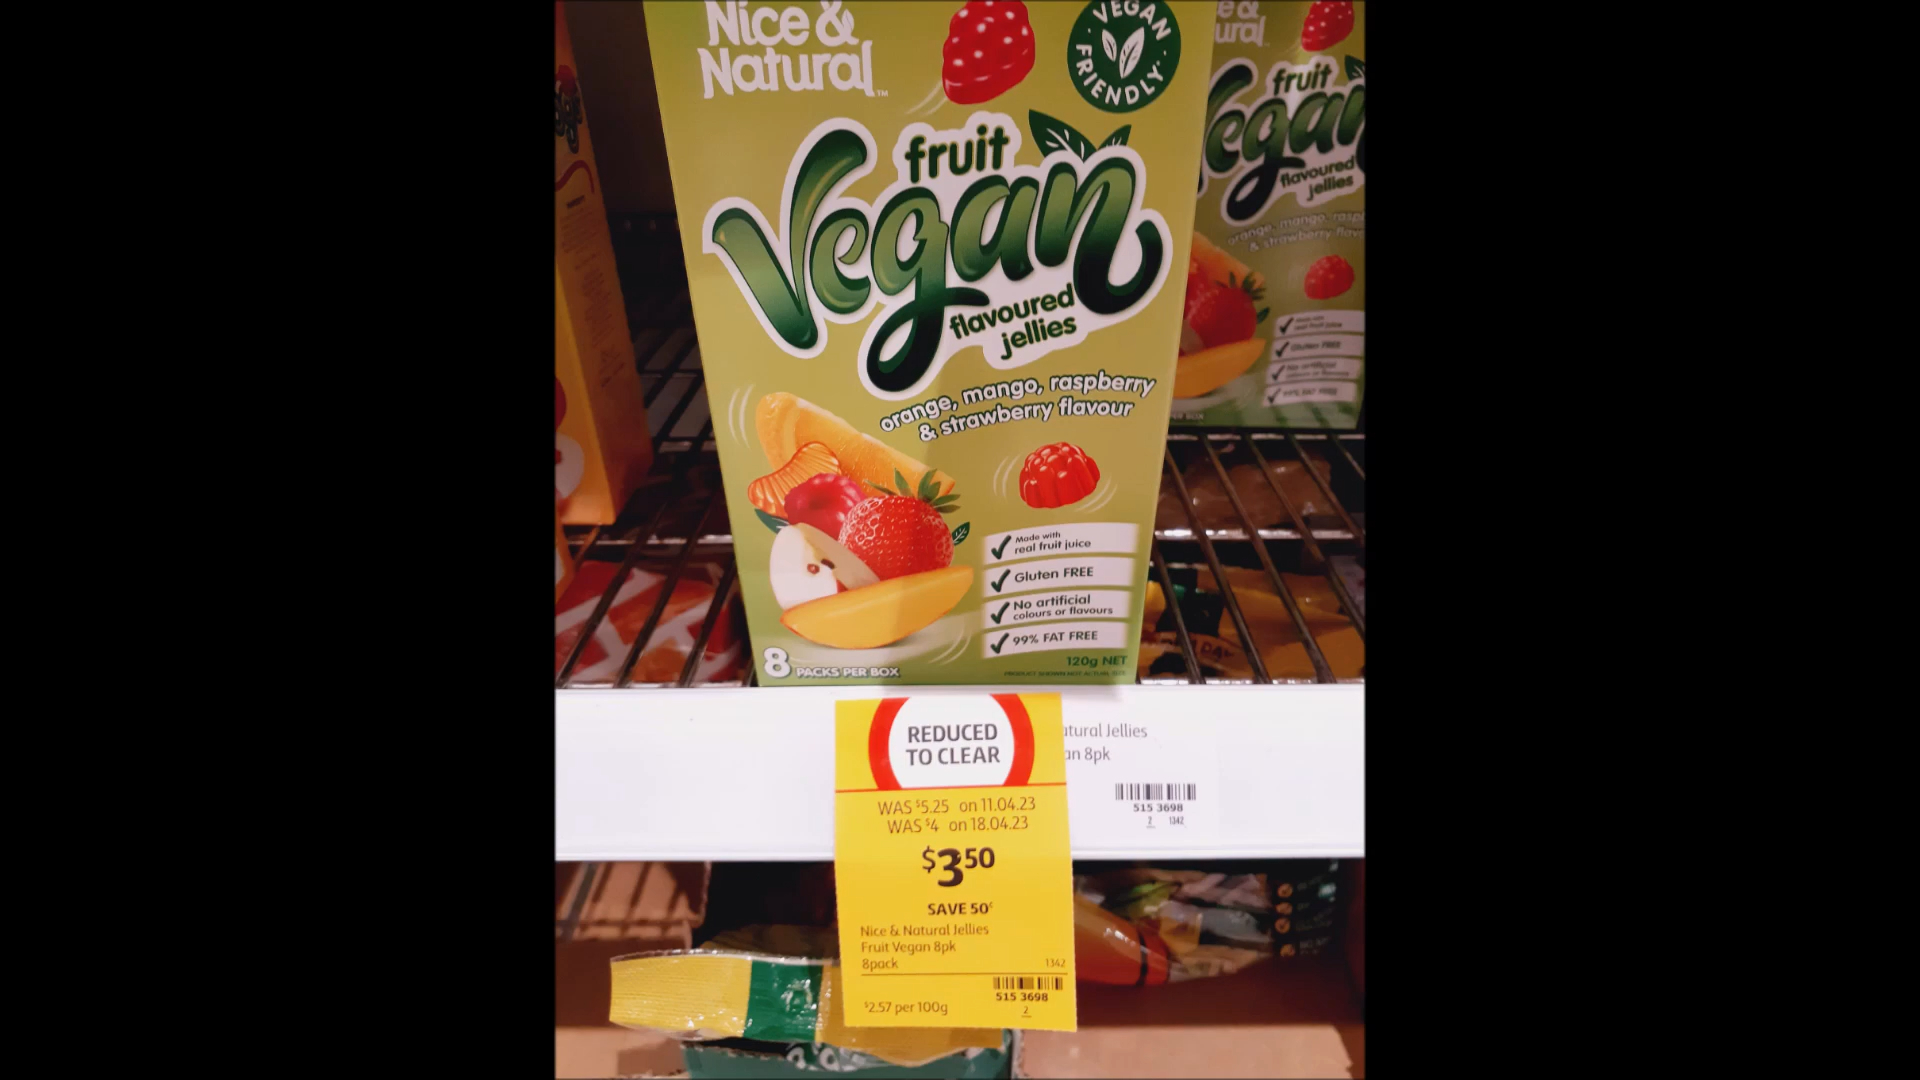 Nice &
Natural™
VEGAN
FRIENDLY
fruit
Vegan
flavoured
jellies
orange, mango, raspberry
& strawberry flavour
Made with
real fruit juice
Gluten FREE
No artificial
colours or flavours
99% FAT FREE
120g NET
8 PACKS PER BOX
fruit
Vegan
flavoured
jellies
orange, mango,
& strawberry
Gluten FREE
REDUCED
TO CLEAR
WAS $5.25 on 11.04.23
WAS $4 on 18.04.23
$3.50
SAVE 50c
Nice & Natural Jellies
Fruit Vegan 8pk
8pack
1342
515 3698
2
$2.57 per 100g
atural Jellies
an 8pk
515 3698
2 1342